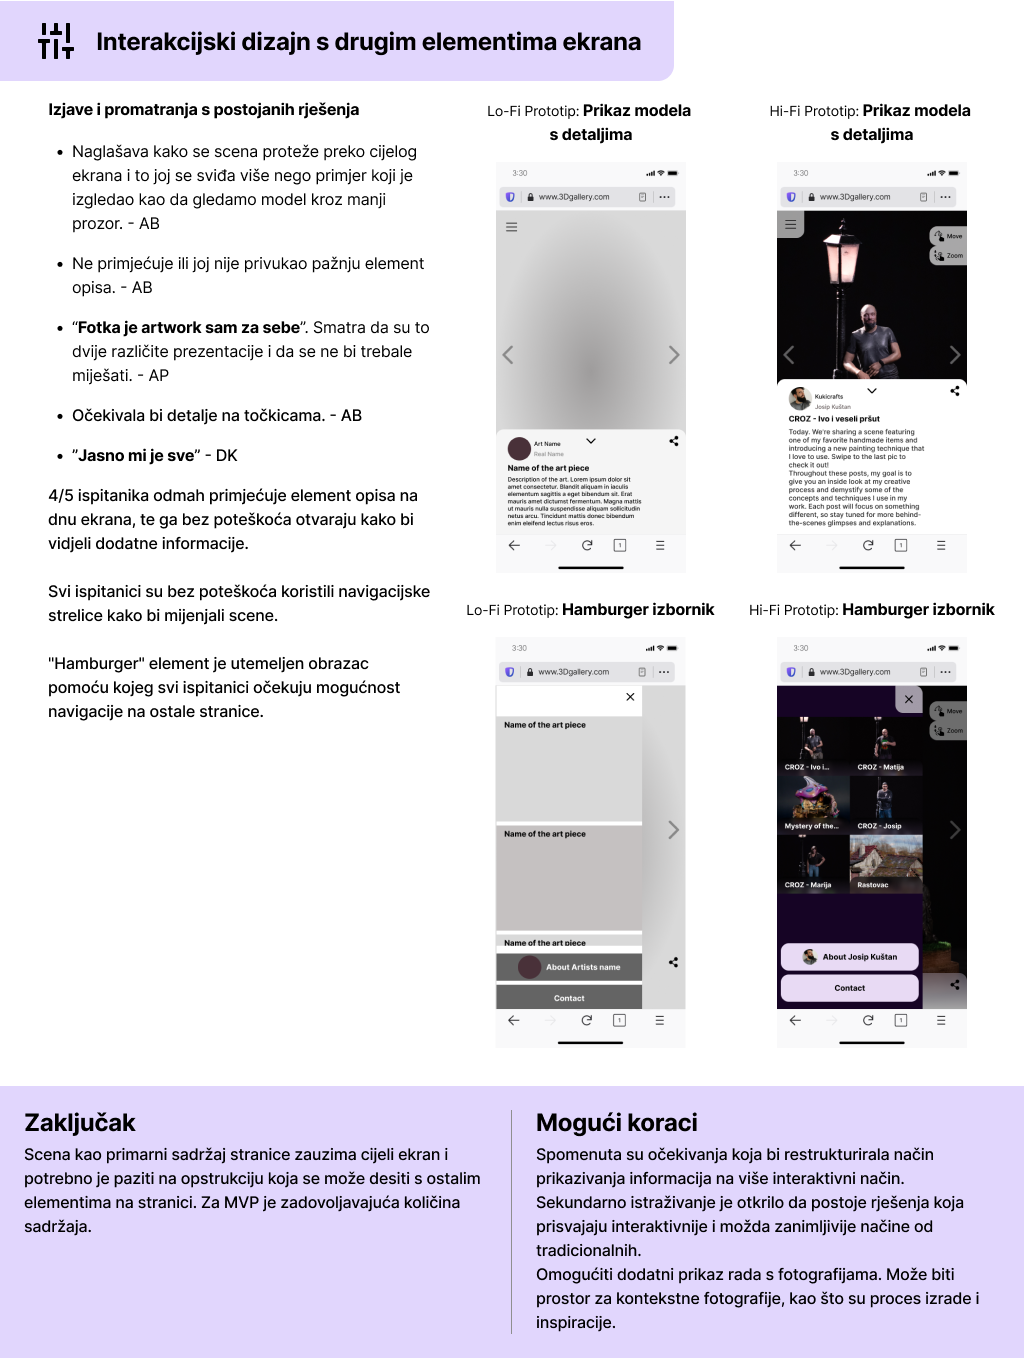 Interakcijski dizajn s drugim elementima ekrana
Izjave i promatranja s postojanih rješenja
• Naglašava kako se scena proteže preko cijelog
ekrana i to joj se sviđa više nego primjer koji je
izgledao kao da gledamo model kroz manji
prozor. - AB
• Ne primjećuje ili joj nije privukao pažnju element
opisa. - AB
• “Fotka je artwork sam za sebe”. Smatra da su to
dvije različite prezentacije i da se ne bi trebale
miješati. - AP
• Očekivala bi detalje na točkicama. - AB
• ”Jasno mi je sve” - DK
4/5 ispitanika odmah primjećuje element opisa na
dnu ekrana, te ga bez poteškoća otvaraju kako bi
vidjeli dodatne informacije.
Svi ispitanici su bez poteškoća koristili navigacijske
strelice kako bi mijenjali scene.
"Hamburger" element je utemeljen obrazac
pomoću kojeg svi ispitanici očekuju mogućnost
navigacije na ostale stranice.
Lo-Fi Prototip: Prikaz modela
s detaljima
3:30
www.3Dgallery.com
Art Name
Real Name
Name of the art piece
Description of the art. Lorem ipsum dolor sit
amet consectetur. Blandit aliquam in iaculis
elementum sagittis a eget bibendum sit. Erat
mauris amet dictumst fermentum. Magna mattis
ut mauris nulla suspendisse aliquam sollicitudin
netus arcu. Tincidunt mattis donec bibendum
enim eleifend lectus risus eros.
1
Hi-Fi Prototip: Prikaz modela
s detaljima
3:30
www.3Dgallery.com
Move
Zoom
Kukicrafts
Josip Kuštan
CROZ - Ivo i veseli pršut
Today. We're sharing a scene featuring
one of my favorite handmade items and
introducing a new painting technique that
I love to use. Swipe to the last pic to
check it out!
Throughout these posts, my goal is to
give you an inside look at my creative
process and demystify some of the
concepts and techniques I use in my
work. Each post will focus on something
different, so stay tuned for more behind-
the-scenes glimpses and explanations.
1
Lo-Fi Prototip: Hamburger izbornik
3:30
www.3Dgallery.com
Name of the art piece
Name of the art piece
Name of the art piece
About Artists name
Contact
1
Hi-Fi Prototip: Hamburger izbornik
3:30
www.3Dgallery.com
Move
Zoom
CROZ - Ivo i...
CROZ - Matija
Mystery of the...
CROZ - Josip
CROZ - Marija
Rastovac
About Josip Kuštan
Contact
1
Zaključak
Scena kao primarni sadržaj stranice zauzima cijeli ekran i
potrebno je paziti na opstrukciju koja se može desiti s ostalim
elementima na stranici. Za MVP je zadovoljavajuća količina
sadržaja.
Mogući koraci
Spomenuta su očekivanja koja bi restrukturirala način
prikazivanja informacija na više interaktivni način.
Sekundarno istraživanje je otkrilo da postoje rješenja koja
prisvajaju interaktivnije i možda zanimljivije načine od
tradicionalnih.
Omogućiti dodatni prikaz rada s fotografijama. Može biti
prostor za kontekstne fotografije, kao što su proces izrade i
inspiracije.